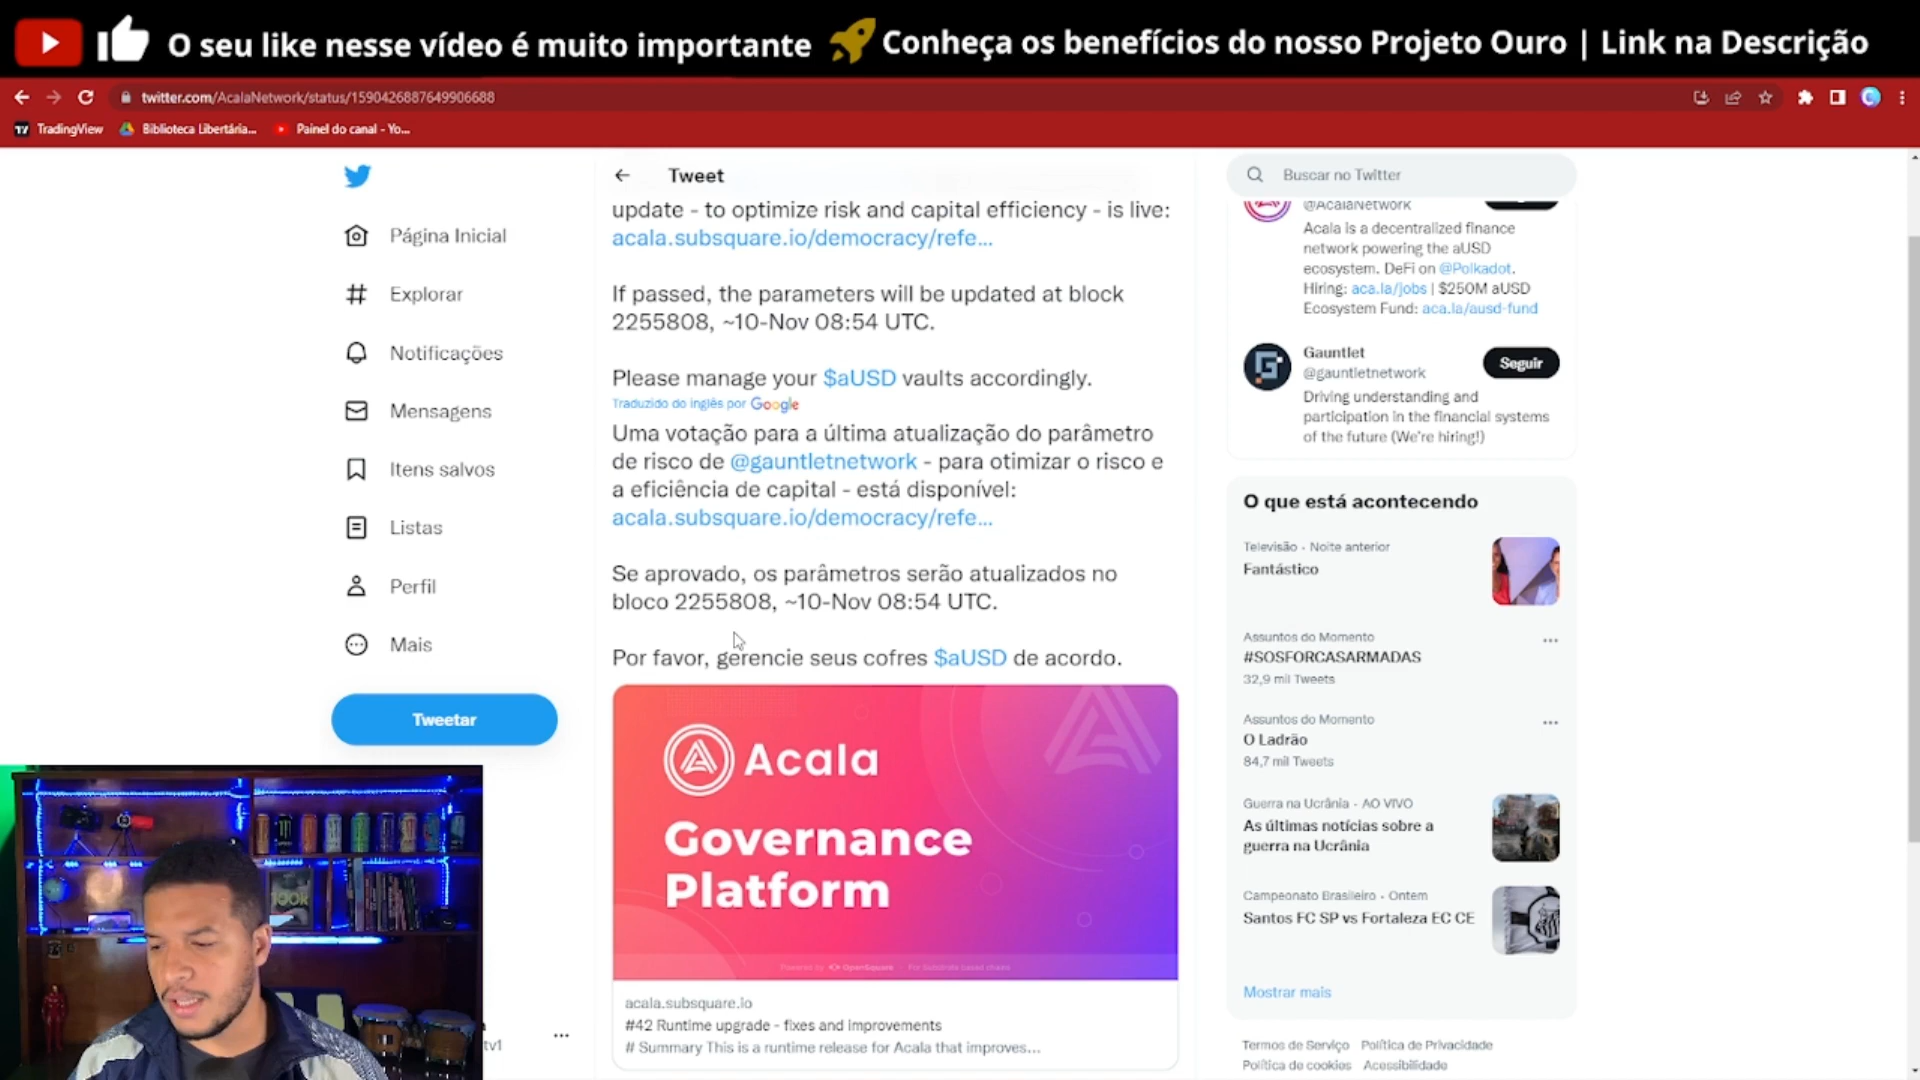 O seu like nesse vídeo é muito importante
Conheça os benefícios do nosso Projeto Ouro | Link na Descrição
twitter.com/AcalaNetwork/status/1590426887649906688
TradingView
Biblioteca Libertária...
Painel do canal - Yo...
Página Inicial
Explorar
Notificações
Mensagens
Itens salvos
Listas
Perfil
Mais
Tweetar
Tweet
update - to optimize risk and capital efficiency - is live:
acala.subsquare.io/democracy/refe...
If passed, the parameters will be updated at block
2255808, ~10-Nov 08:54 UTC.
Please manage your $aUSD vaults accordingly.
Traduzido do inglês por Google
Uma votação para a última atualização do parâmetro
de risco de @gauntletnetwork - para otimizar o risco e
a eficiência de capital - está disponível:
acala.subsquare.io/democracy/refe...
Se aprovado, os parâmetros serão atualizados no
bloco 2255808, ~10-Nov 08:54 UTC.
Por favor, gerencie seus cofres $aUSD de acordo.
Acala
Governance
Platform
Powered by OpenSquare · For Substrate based chains
acala.subsquare.io
#42 Runtime upgrade - fixes and improvements
# Summary This is a runtime release for Acala that improves...
Buscar no Twitter
@AcalaNetwork
Acala is a decentralized finance
network powering the aUSD
ecosystem. DeFi on @Polkadot.
Hiring: aca.la/jobs | $250M aUSD
Ecosystem Fund: aca.la/ausd-fund
Gauntlet
@gauntletnetwork
Seguir
Driving understanding and
participation in the financial systems
of the future (We're hiring!)
O que está acontecendo
Televisão · Noite anterior
Fantástico
Assuntos do Momento
#SOSFORCASARMADAS
32,9 mil Tweets
Assuntos do Momento
O Ladrão
84,7 mil Tweets
Guerra na Ucrânia · AO VIVO
As últimas notícias sobre a
guerra na Ucrânia
Campeonato Brasileiro · Ontem
Santos FC SP vs Fortaleza EC CE
Mostrar mais
Termos de Serviço Política de Privacidade
Política de cookies Acessibilidade
100k
tv1